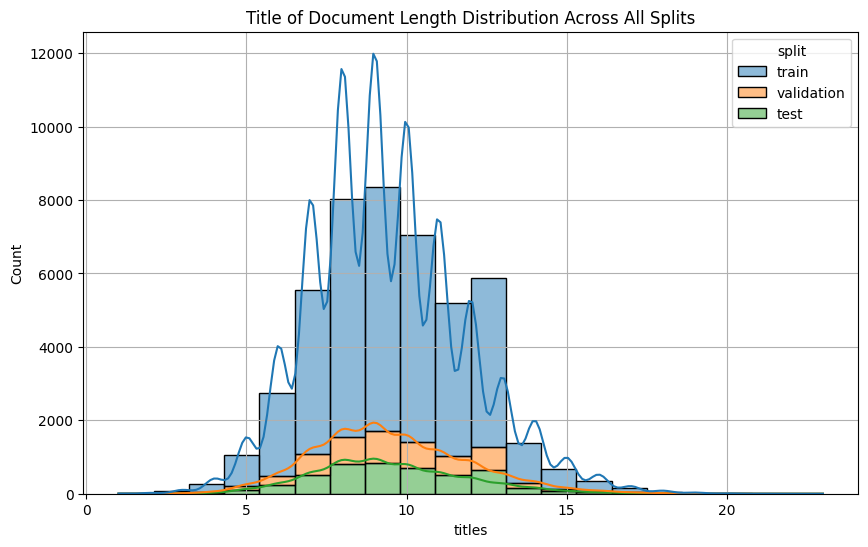 Title of Document Length Distribution Across All Splits
12000
10000
8000
6000
4000
2000
0
Count
0 5 10 15 20
titles
split
train
validation
test